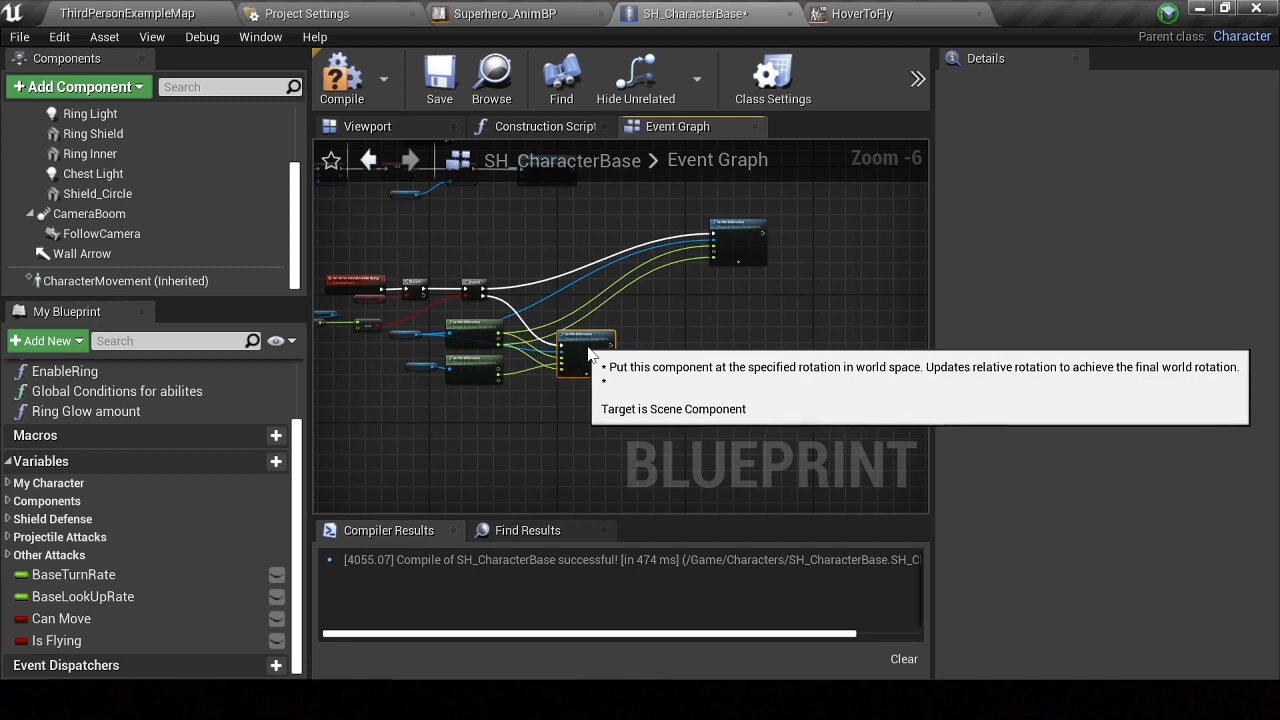 ThirdPersonExampleMap
Project Settings
Superhero_AnimBP
SH_CharacterBase*
HoverToFly
File Edit Asset View Debug Window Help
Parent class: Character
Components
+ Add Component
Search
Ring Light
Ring Shield
Ring Inner
Chest Light
Shield_Circle
CameraBoom
FollowCamera
Wall Arrow
CharacterMovement (Inherited)
My Blueprint
+ Add New
Search
EnableRing
Global Conditions for abilites
Ring Glow amount
Macros
Variables
My Character
Components
Shield Defense
Projectile Attacks
Other Attacks
BaseTurnRate
BaseLookUpRate
Can Move
Is Flying
Event Dispatchers
Compile
Save
Browse
Find
Hide Unrelated
Class Settings
Viewport
Construction Script
Event Graph
SH_CharacterBase > Event Graph
Zoom -6
* Put this component at the specified rotation in world space. Updates relative rotation to achieve the final world rotation.
*
Target is Scene Component
BLUEPRINT
Compiler Results
Find Results
[4055.07] Compile of SH_CharacterBase successful! [in 474 ms] (/Game/Characters/SH_CharacterBase.SH_C
Clear
Details